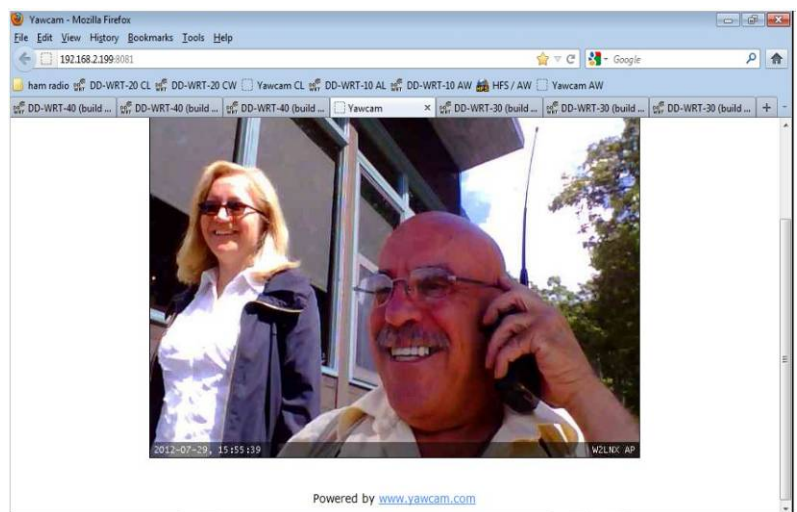 Yawcam - Mozilla Firefox
File Edit View History Bookmarks Tools Help
192.168.2.199:8081 Google
ham radio DD-WRT-20 CL DD-WRT-20 CW Yawcam CL DD-WRT-10 AL DD-WRT-10 AW HFS / AW Yawcam AW
DD-WRT-40 (build ... DD-WRT-40 (build ... DD-WRT-40 (build ... Yawcam × DD-WRT-30 (build ... DD-WRT-30 (build ... DD-WRT-30 (build ... +
2012-07-29, 15:55:39 W2LNX AP
Powered by www.yawcam.com